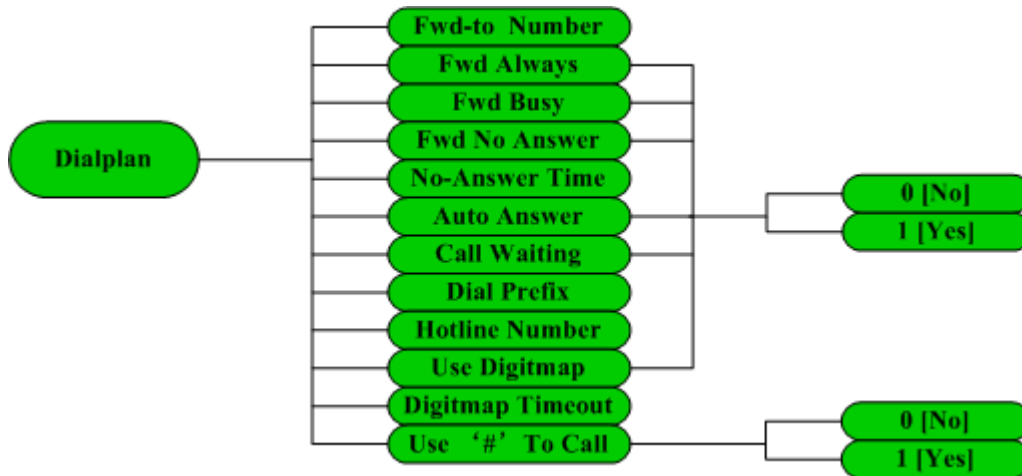 Dialplan
Fwd-to Number
Fwd Always
Fwd Busy
Fwd No Answer
No-Answer Time
Auto Answer
Call Waiting
Dial Prefix
Hotline Number
Use Digitmap
Digitmap Timeout
Use ‘#’ To Call
0 [No]
1 [Yes]
0 [No]
1 [Yes]